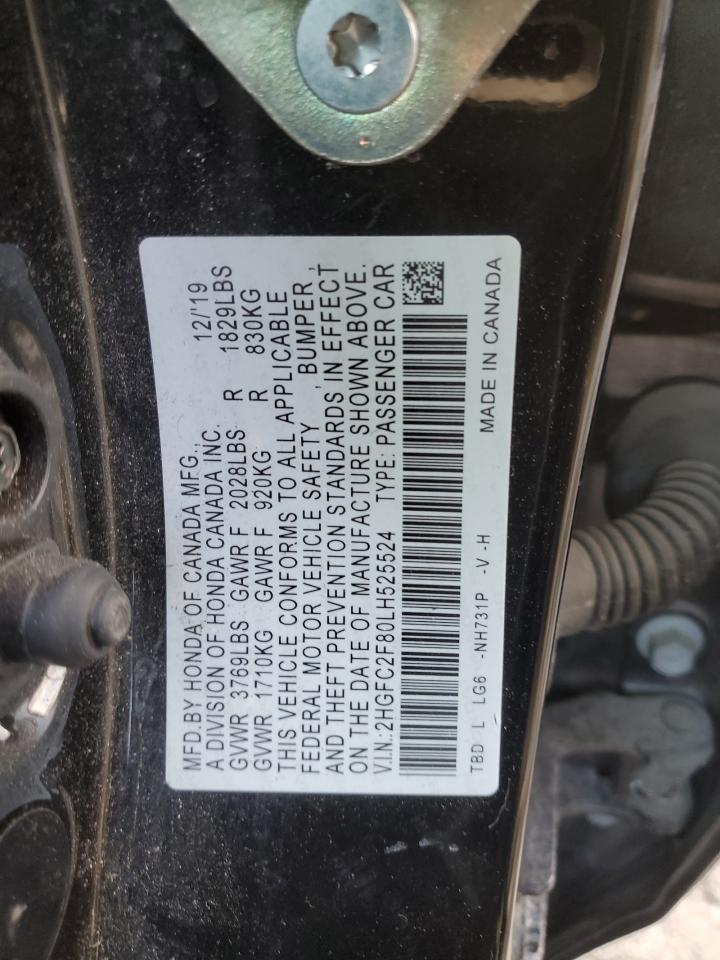 MFD.BY HONDA OF CANADA MFG., 12/'19
A DIVISION OF HONDA CANADA INC.
GVWR 3769LBS GAWR F 2028LBS R 1829LBS
GVWR 1710KG GAWR F 920KG R 830KG
THIS VEHICLE CONFORMS TO ALL APPLICABLE
FEDERAL MOTOR VEHICLE SAFETY , BUMPER ,
AND THEFT PREVENTION STANDARDS IN EFFECT
ON THE DATE OF MANUFACTURE SHOWN ABOVE.
V.I.N.:2HGFC2F80LH525524 TYPE: PASSENGER CAR
TBD L LG6 -NH731P -V -H MADE IN CANADA